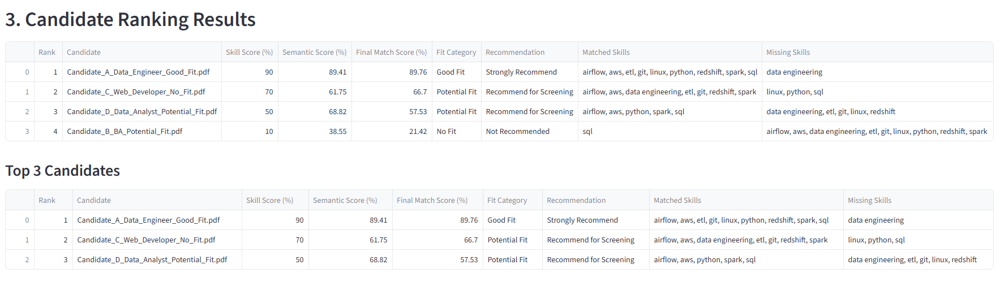 3. Candidate Ranking Results
Rank Candidate Skill Score (%) Semantic Score (%) Final Match Score (%) Fit Category Recommendation Matched Skills Missing Skills
0 1 Candidate_A_Data_Engineer_Good_Fit.pdf 90 89.41 89.76 Good Fit Strongly Recommend airflow, aws, etl, git, linux, python, redshift, spark, sql data engineering
1 2 Candidate_C_Web_Developer_No_Fit.pdf 70 61.75 66.7 Potential Fit Recommend for Screening airflow, aws, data engineering, etl, git, redshift, spark linux, python, sql
2 3 Candidate_D_Data_Analyst_Potential_Fit.pdf 50 68.82 57.53 Potential Fit Recommend for Screening airflow, aws, python, spark, sql data engineering, etl, git, linux, redshift
3 4 Candidate_B_BA_Potential_Fit.pdf 10 38.55 21.42 No Fit Not Recommended sql airflow, aws, data engineering, etl, git, linux, python, redshift, spark
Top 3 Candidates
Rank Candidate Skill Score (%) Semantic Score (%) Final Match Score (%) Fit Category Recommendation Matched Skills Missing Skills
0 1 Candidate_A_Data_Engineer_Good_Fit.pdf 90 89.41 89.76 Good Fit Strongly Recommend airflow, aws, etl, git, linux, python, redshift, spark, sql data engineering
1 2 Candidate_C_Web_Developer_No_Fit.pdf 70 61.75 66.7 Potential Fit Recommend for Screening airflow, aws, data engineering, etl, git, redshift, spark linux, python, sql
2 3 Candidate_D_Data_Analyst_Potential_Fit.pdf 50 68.82 57.53 Potential Fit Recommend for Screening airflow, aws, python, spark, sql data engineering, etl, git, linux, redshift